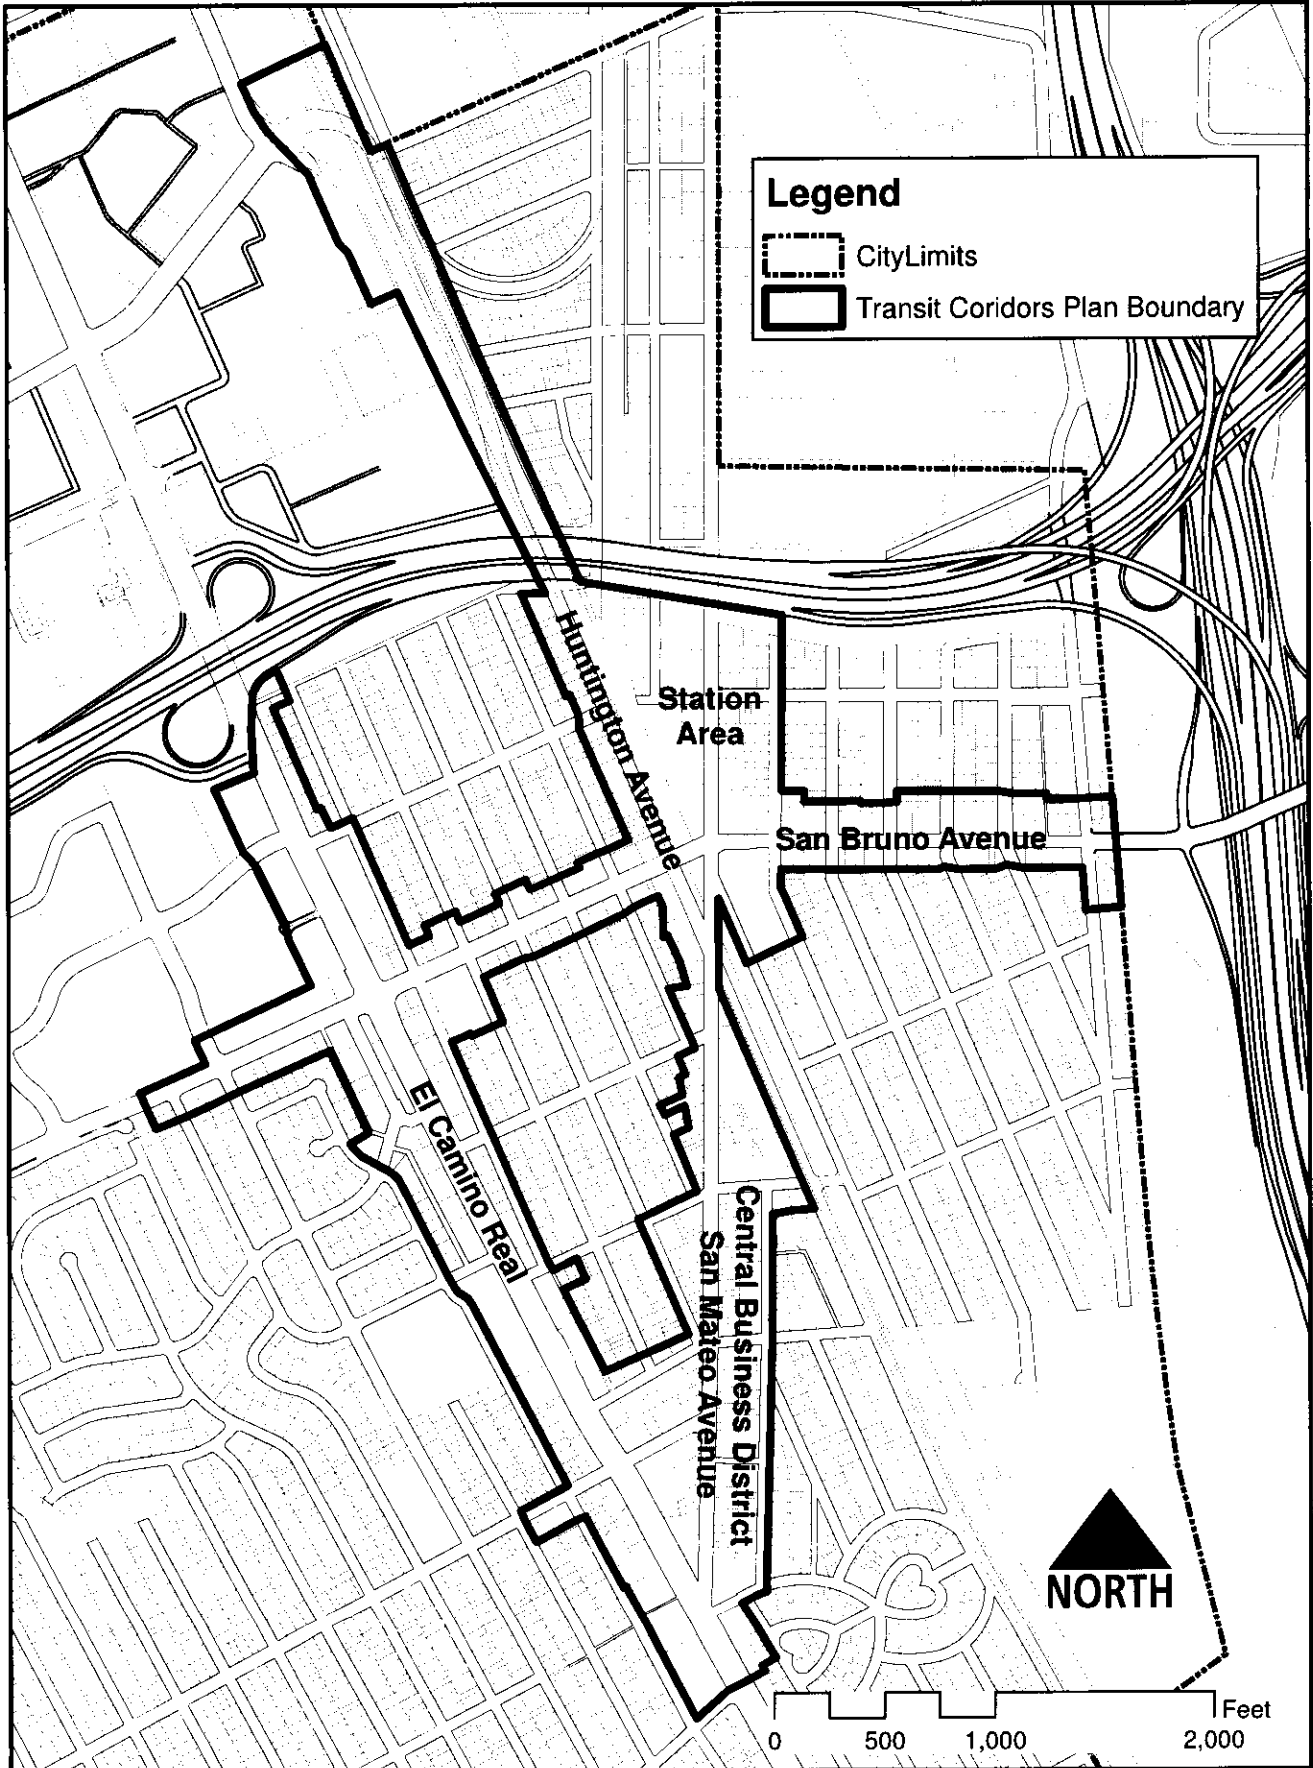 Legend
CityLimits
Transit Coridors Plan Boundary
Huntington Avenue
Station
Area
San Bruno Avenue
El Camino Real
Central Business District
San Mateo Avenue
NORTH
Feet
0 500 1,000 2,000